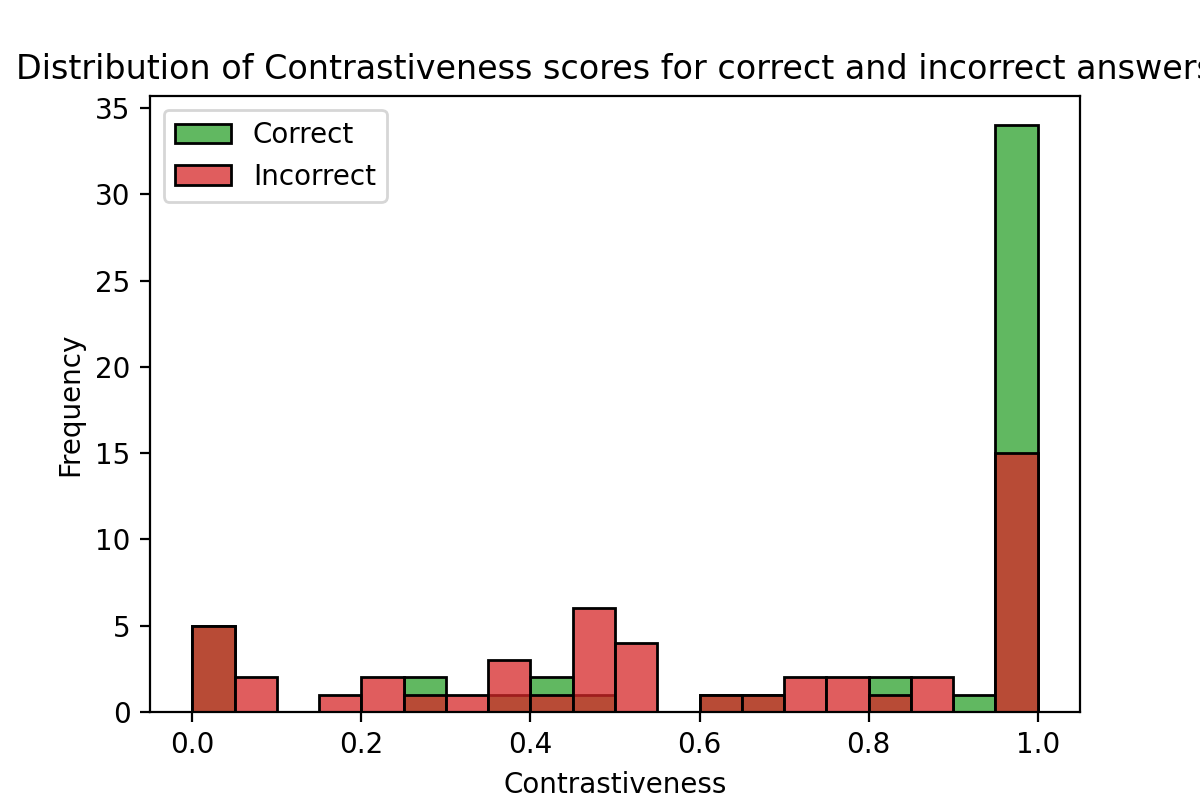 Distribution of Contrastiveness scores for correct and incorrect answers
35
30
25
20
15
10
5
0
Frequency
Correct
Incorrect
0.0 0.2 0.4 0.6 0.8 1.0
Contrastiveness